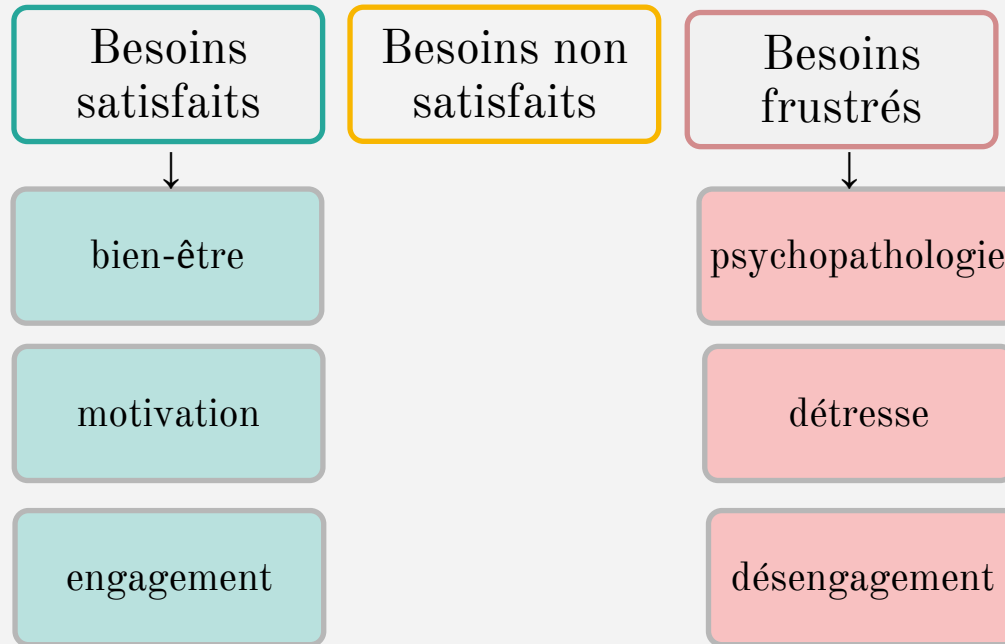 Besoins
satisfaits
Besoins non
satisfaits
Besoins
frustrés
bien-être
psychopathologie
motivation
détresse
engagement
désengagement